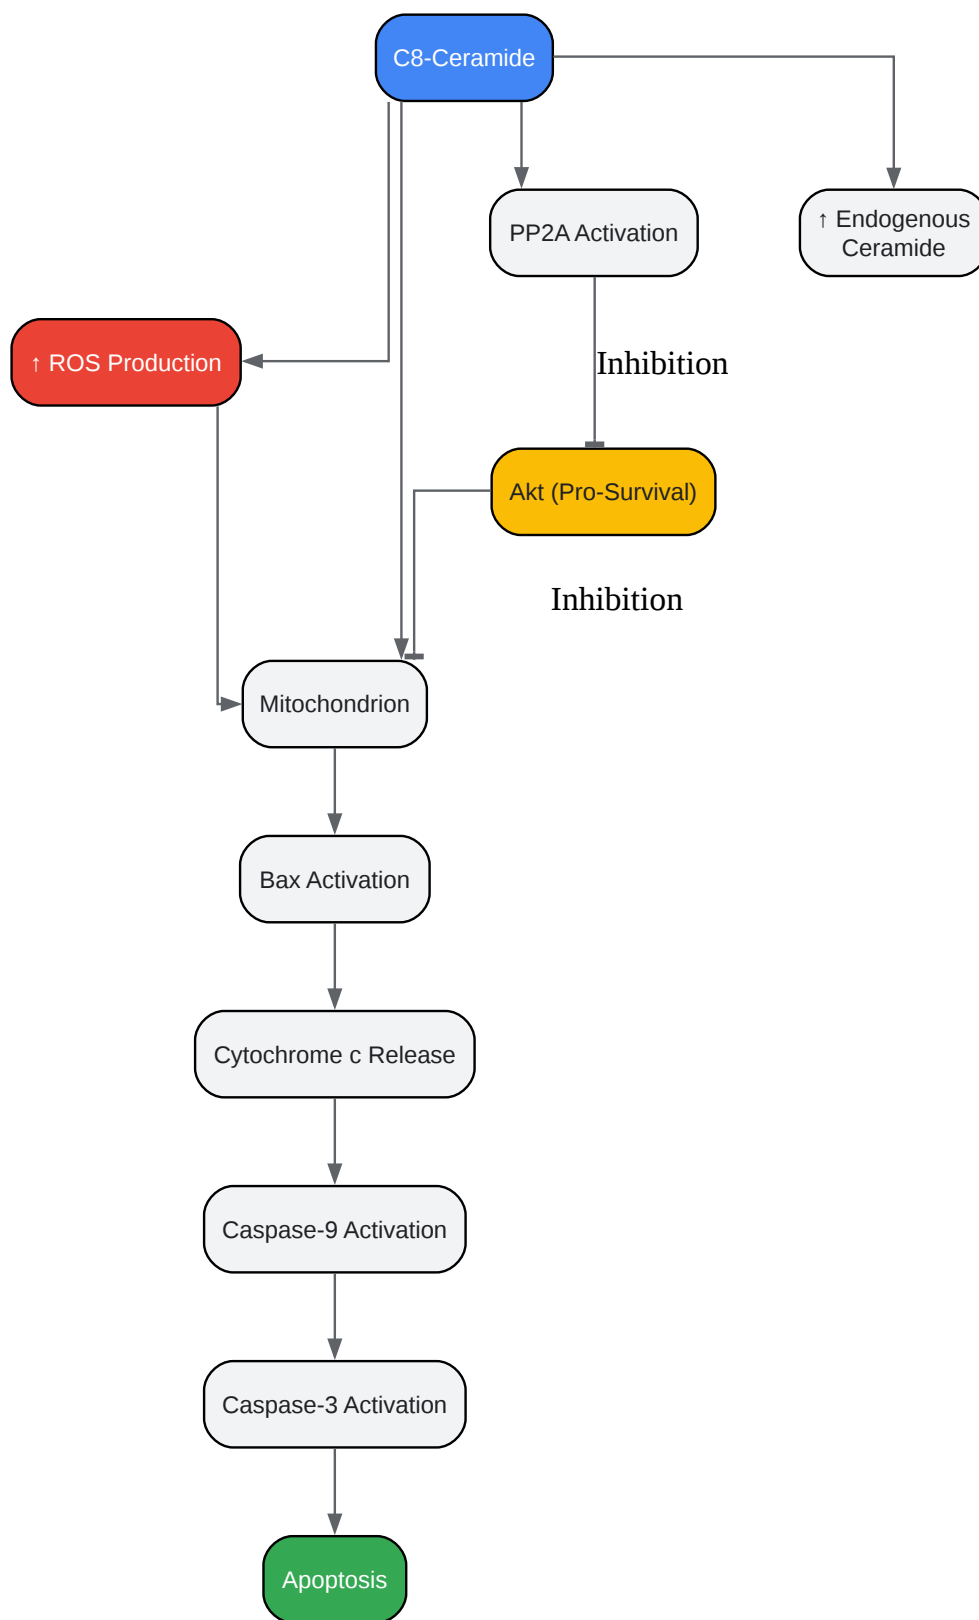 C8-Ceramide
PP2A Activation
↑ Endogenous
Ceramide
↑ ROS Production
Inhibition
Akt (Pro-Survival)
Inhibition
Mitochondrion
Bax Activation
Cytochrome c Release
Caspase-9 Activation
Caspase-3 Activation
Apoptosis